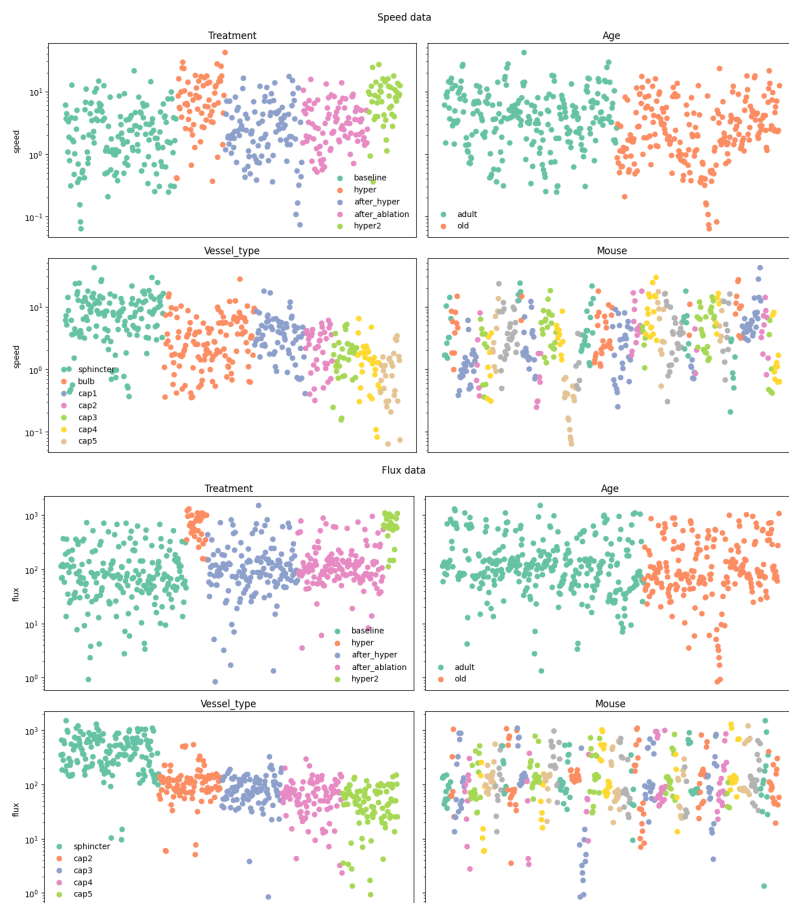 Speed data
Treatment
Age
speed
10¹
10⁰
10⁻¹
baseline
hyper
after_hyper
after_ablation
hyper2
adult
old
Vessel_type
Mouse
speed
10¹
10⁰
10⁻¹
sphincter
bulb
cap1
cap2
cap3
cap4
cap5
Flux data
Treatment
Age
flux
10³
10²
10¹
10⁰
baseline
hyper
after_hyper
after_ablation
hyper2
adult
old
Vessel_type
Mouse
flux
10³
10²
10¹
10⁰
sphincter
cap2
cap3
cap4
cap5